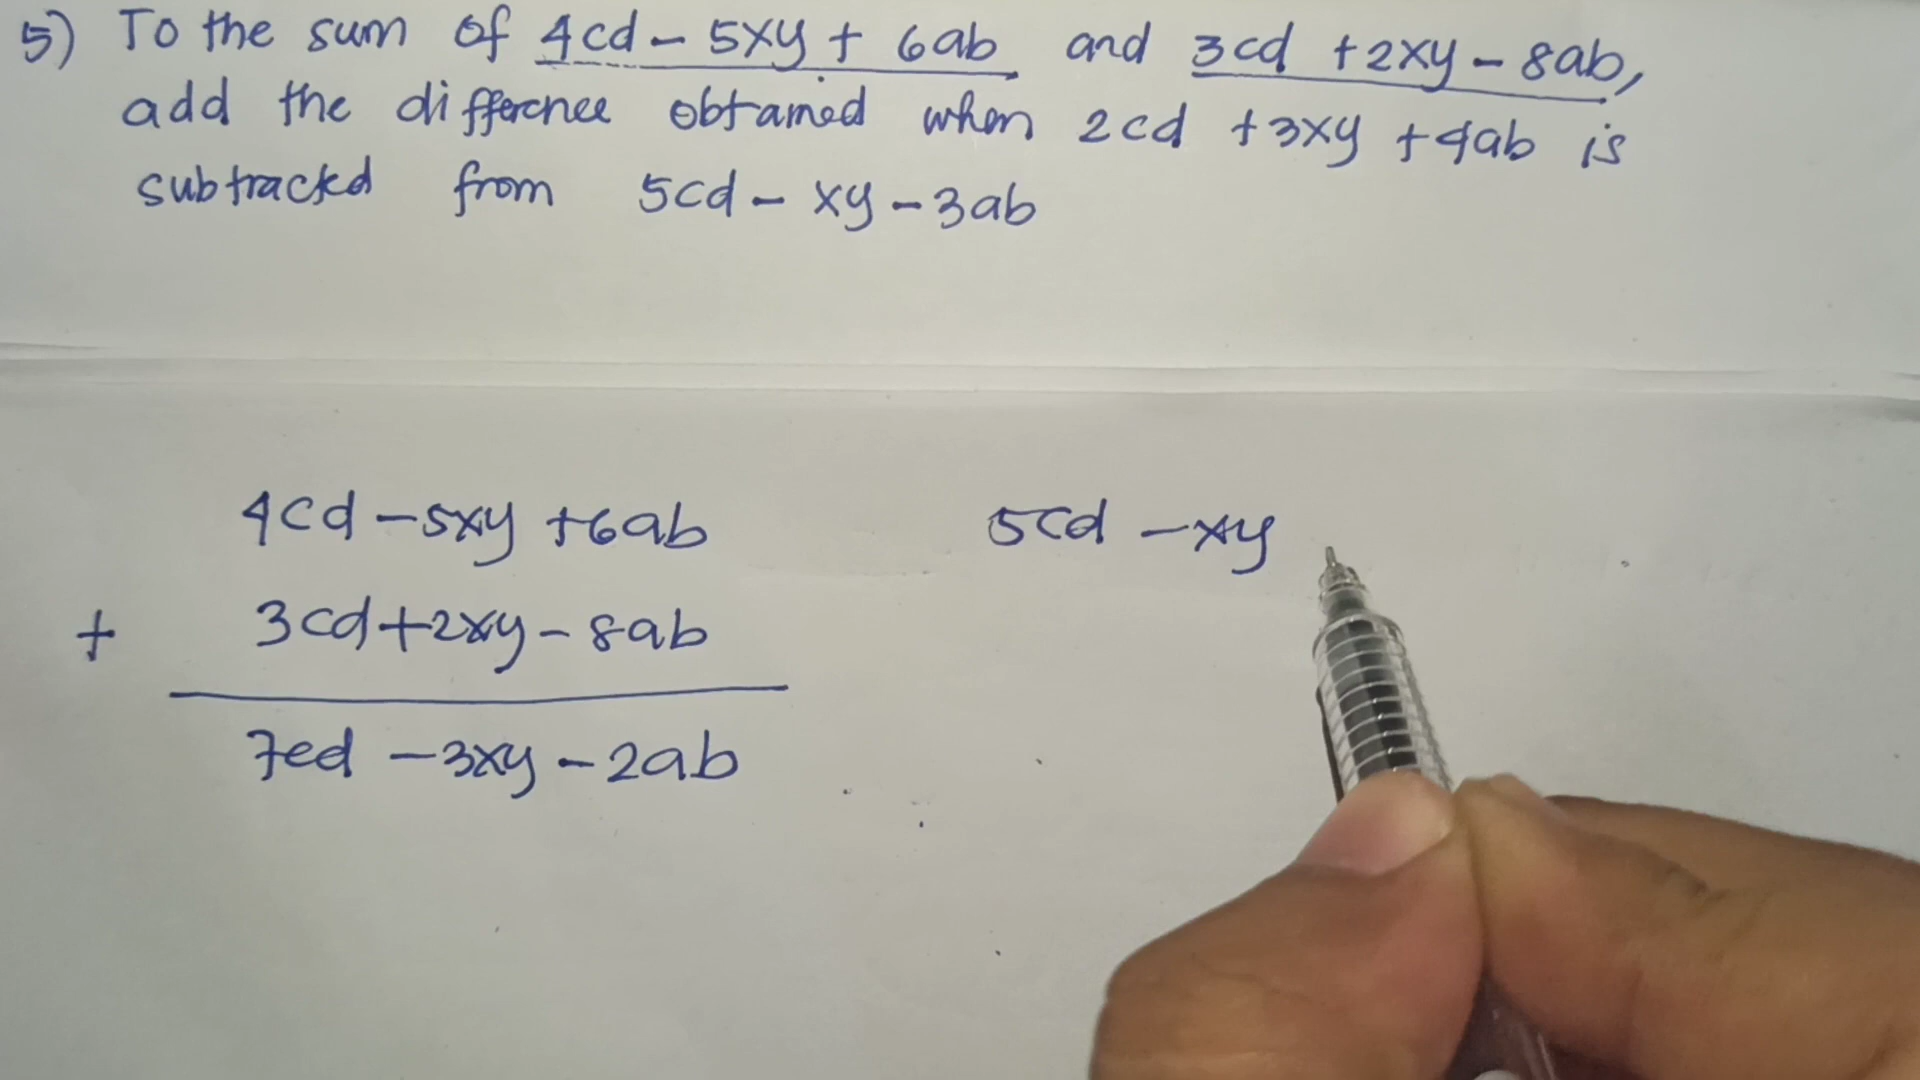 5) To the sum of 4cd - 5xy + 6ab and 3cd + 2xy - 8ab,
add the difference obtained when 2cd + 3xy + 4ab is
subtracted from 5cd - xy - 3ab
4cd - 5xy + 6ab
+ 3cd + 2xy - 8ab
7cd - 3xy - 2ab
5cd - xy